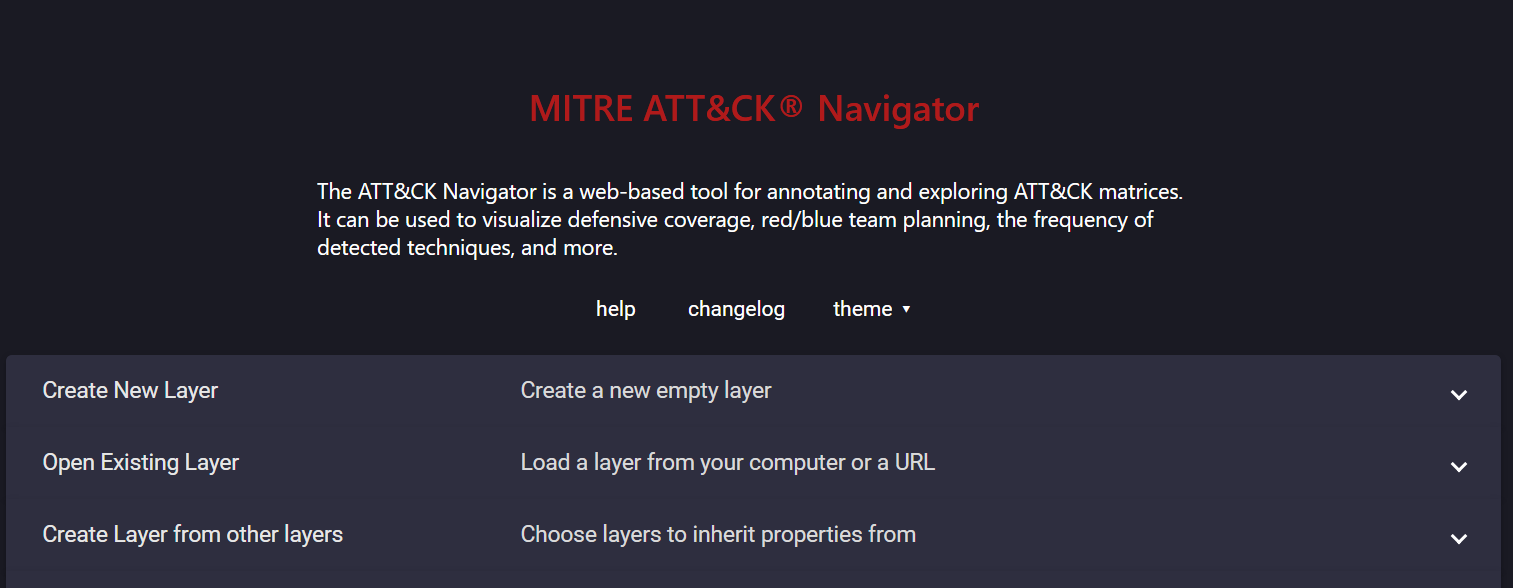 MITRE ATT&CK® Navigator
The ATT&CK Navigator is a web-based tool for annotating and exploring ATT&CK matrices.
It can be used to visualize defensive coverage, red/blue team planning, the frequency of
detected techniques, and more.
help changelog theme ▾
Create New Layer Create a new empty layer
Open Existing Layer Load a layer from your computer or a URL
Create Layer from other layers Choose layers to inherit properties from